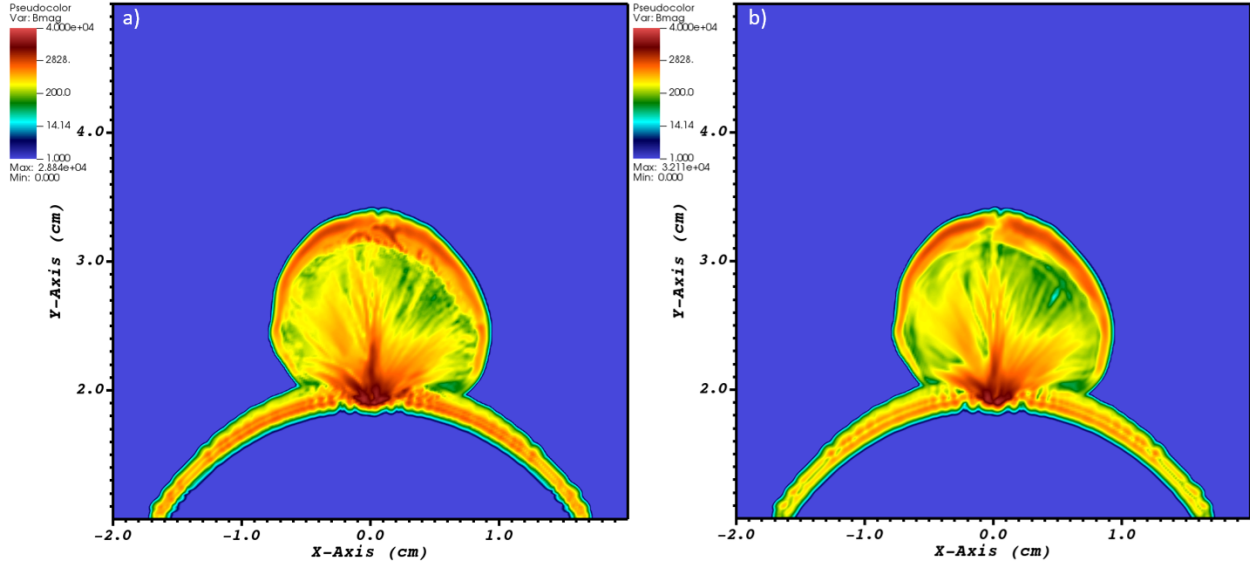 Pseudocolor
Var: Bmag
4.000e+04
2828.
200.0
14.14
1.000
Max: 2.884e+04
Min: 0.000
a)
4.0
3.0
2.0
Y-Axis (cm)
-2.0
-1.0
0.0
1.0
X-Axis (cm)
Pseudocolor
Var: Bmag
4.000e+04
2828.
200.0
14.14
1.000
Max: 3.211e+04
Min: 0.000
b)
4.0
3.0
2.0
Y-Axis (cm)
-2.0
-1.0
0.0
1.0
X-Axis (cm)